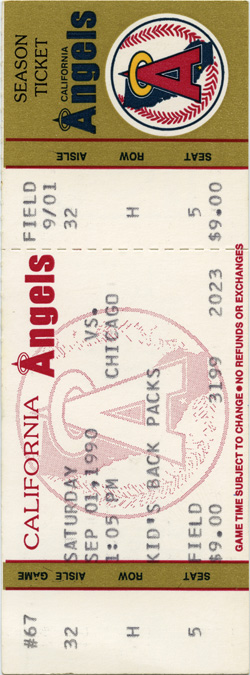 SEASON
TICKET
CALIFORNIA
Angels
A
AISLE ROW SEAT
FIELD
9/01
32 H 5
$9.00
CALIFORNIA Angels
A
SATURDAY VS.
SEP 01,1990 CHICAGO
1:05 PM
KID'S BACK PACKS
FIELD 3199 2023
$9.00
GAME TIME SUBJECT TO CHANGE • NO REFUNDS OR EXCHANGES
GAME AISLE ROW SEAT
#67 32 H 5